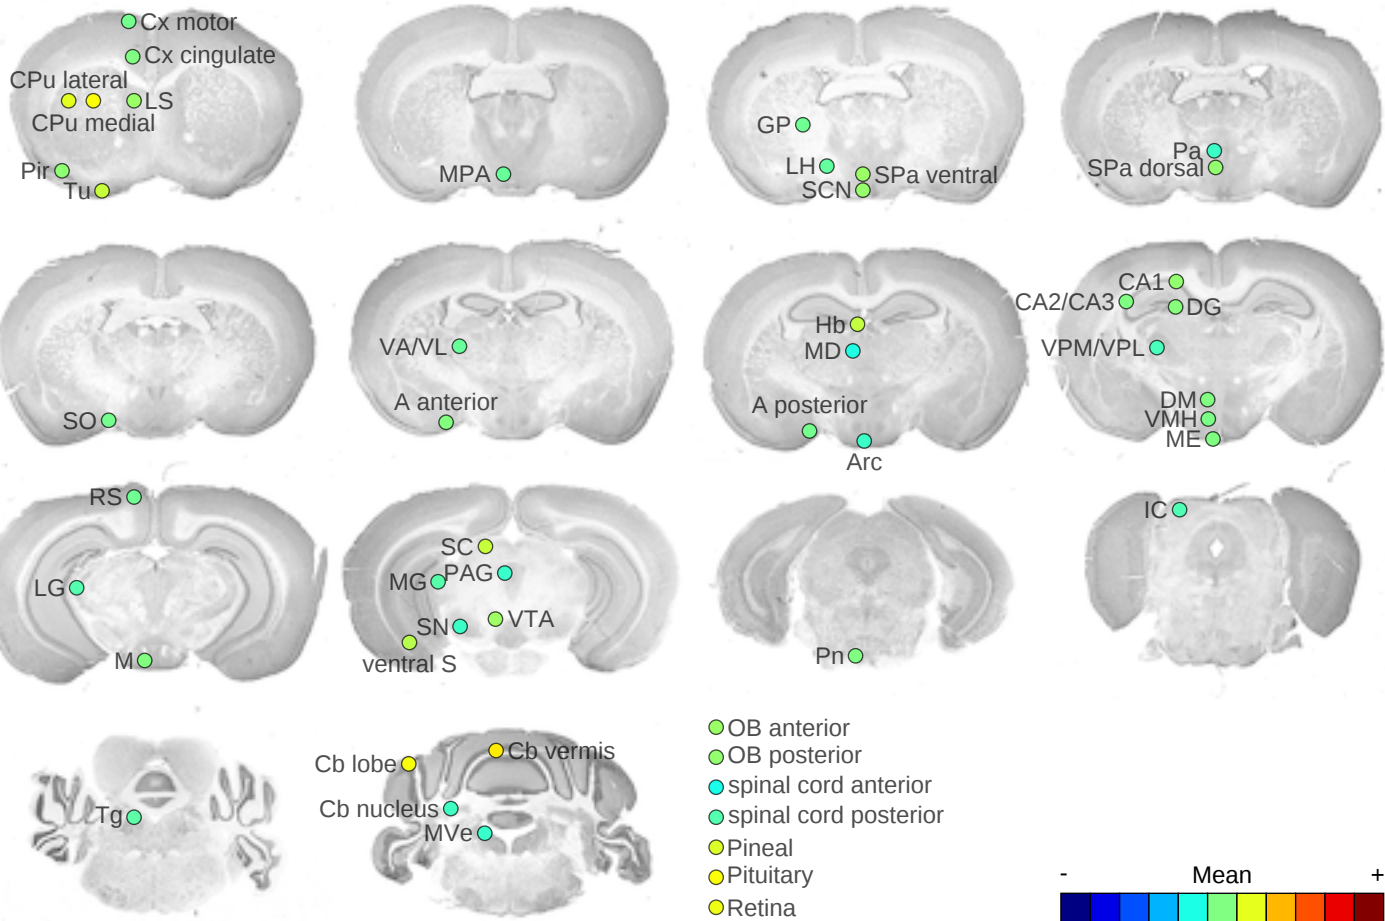 Cx motor
Cx cingulate
CPu lateral
LS
CPu medial
Pir
Tu
MPA
GP
LH
SPa ventral
SCN
Pa
SPa dorsal
SO
VA/VL
A anterior
Hb
MD
A posterior
Arc
CA1
CA2/CA3
DG
VPM/VPL
DM
VMH
ME
RS
LG
M
SC
MG
PAG
SN
VTA
ventral S
Pn
IC
Tg
Cb lobe
Cb vermis
Cb nucleus
MVe
OB anterior
OB posterior
spinal cord anterior
spinal cord posterior
Pineal
Pituitary
Retina
- Mean +